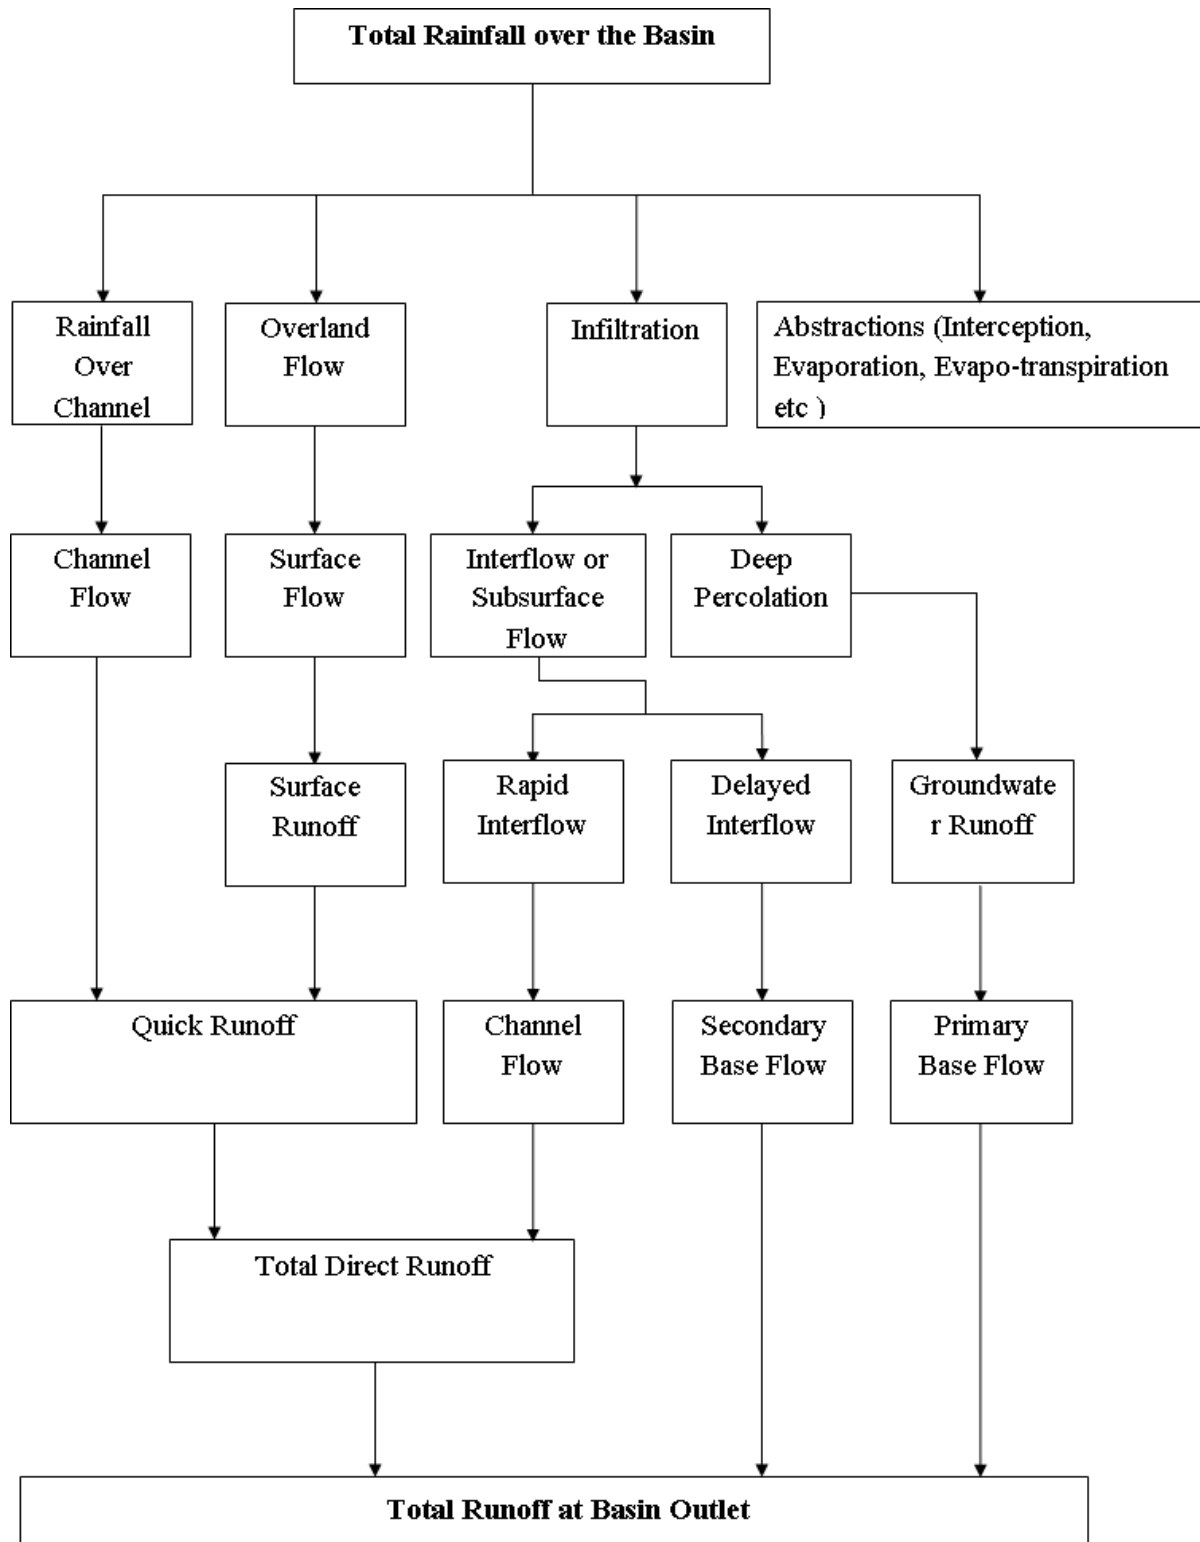 Total Rainfall over the Basin
Rainfall
Over
Channel
Overland
Flow
Infiltration
Abstractions (Interception,
Evaporation, Evapo-transpiration
etc )
Channel
Flow
Surface
Flow
Interflow or
Subsurface
Flow
Deep
Percolation
Surface
Runoff
Rapid
Interflow
Delayed
Interflow
Groundwate
r Runoff
Quick Runoff
Channel
Flow
Secondary
Base Flow
Primary
Base Flow
Total Direct Runoff
Total Runoff at Basin Outlet